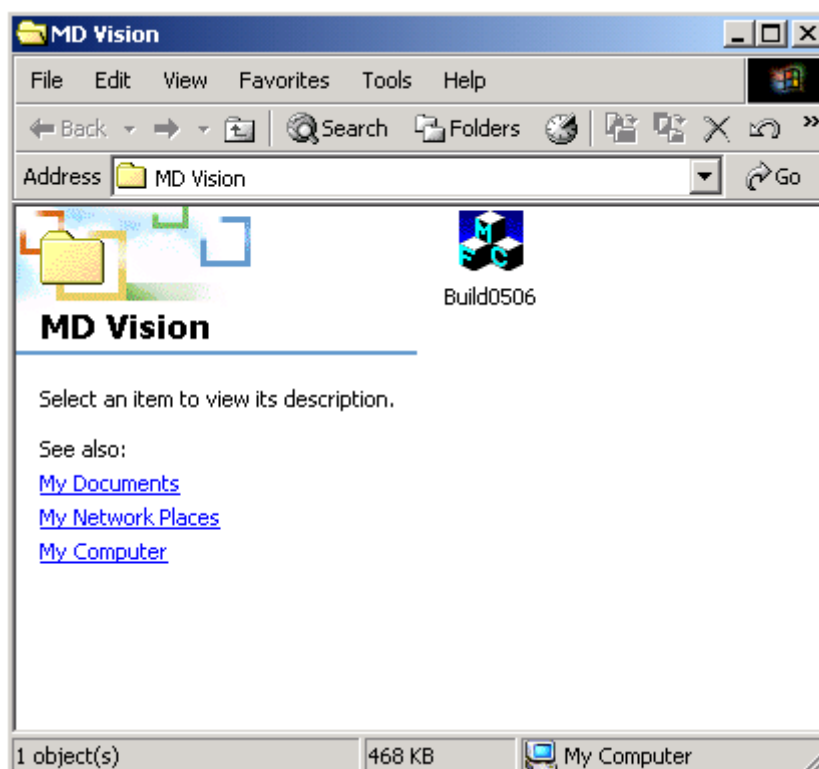 MD Vision
File Edit View Favorites Tools Help
Back Search Folders »
Address MD Vision Go
MFC
Build0506
MD Vision
Select an item to view its description.
See also:
My Documents
My Network Places
My Computer
1 object(s) 468 KB My Computer